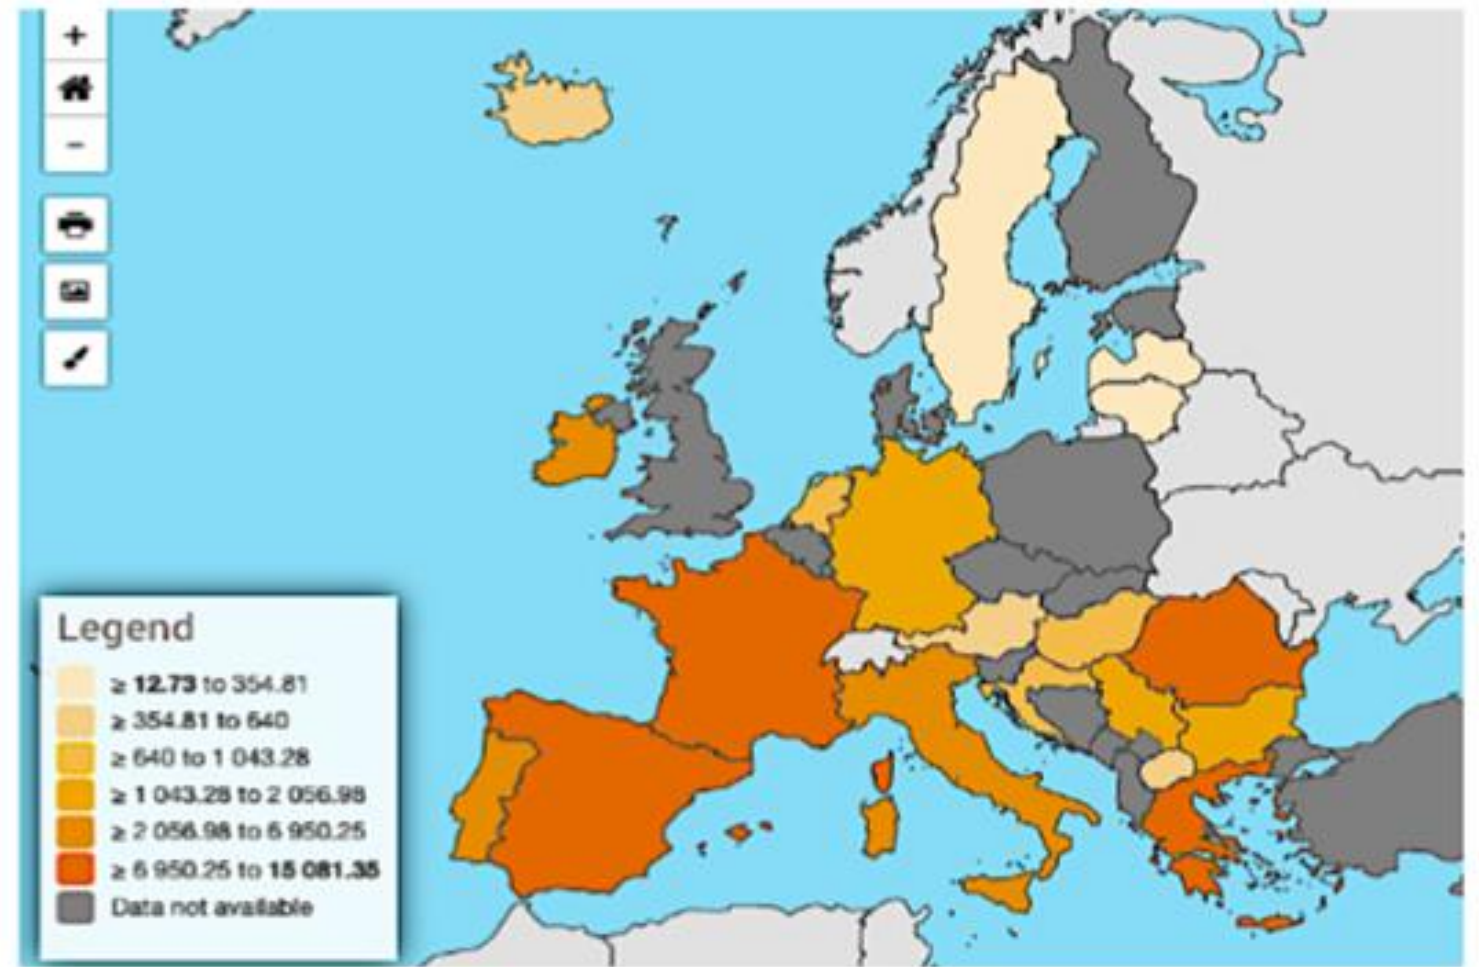 +
−
Legend
≥ 12.73 to 354.81
≥ 354.81 to 640
≥ 640 to 1 043.28
≥ 1 043.28 to 2 056.98
≥ 2 056.98 to 6 950.25
≥ 6 950.25 to 15 081.35
Data not available